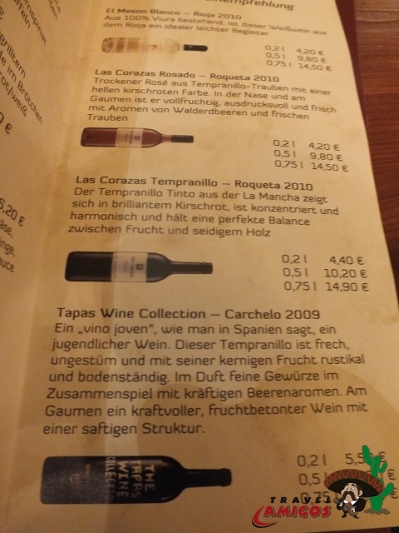 El Meson Blanco – Rioja 2010
Aus 100% Viura bestehend, ist dieser Weißwein aus
dem Rioja ein idealer leichter Begleiter
0,2 l 4,20 €
0,5 l 9,80 €
0,75 l 14,50 €
Las Corazas Rosado – Roqueta 2010
Trockener Rosé aus Tempranillo-Trauben mit einer
hellen kirschroten Farbe. In der Nase und am
Gaumen ist er vollfruchtig, ausdrucksvoll und frisch
mit Aromen von Walderdbeeren und frischen
Trauben
0,2 l 4,20 €
0,5 l 9,80 €
0,75 l 14,50 €
Las Corazas Tempranillo – Roqueta 2010
Der Tempranillo Tinto aus der La Mancha zeigt
sich in brilliantem Kirschrot, ist konzentriert und
harmonisch und hält eine perfekte Balance
zwischen Frucht und seidigem Holz
0,2 l 4,40 €
0,5 l 10,20 €
0,75 l 14,90 €
Tapas Wine Collection – Carchelo 2009
Ein „vino joven", wie man in Spanien sagt, ein
jugendlicher Wein. Dieser Tempranillo ist frech,
ungestüm und mit seiner kernigen Frucht rustikal
und bodenständig. Im Duft feine Gewürze im
Zusammenspiel mit kräftigen Beerenaromen. Am
Gaumen ein kraftvoller, fruchtbetonter Wein mit
einer saftigen Struktur.
THE
TAPAS
WINE
COLLECTION
0,2 l
0,5 l
0,75 l
TRAVEL
AMIGOS